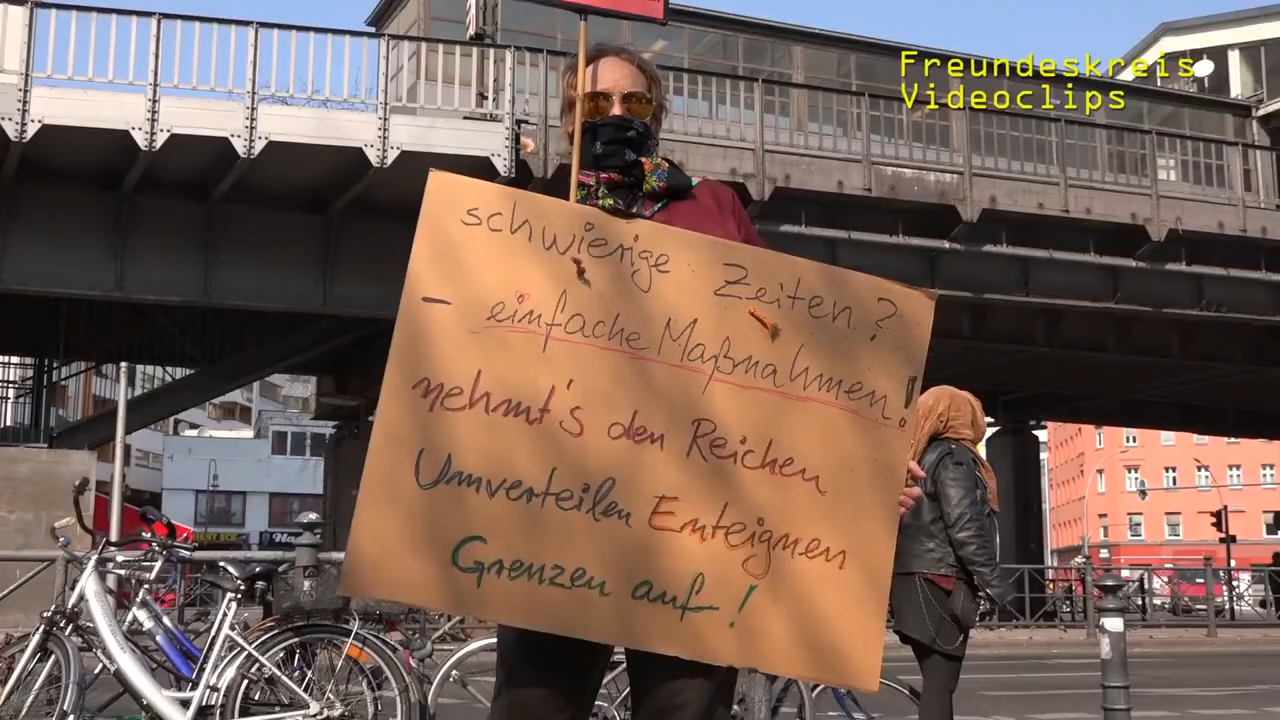 Freundeskreis
Videoclips
schwierige Zeiten?
- einfache Maßnahmen!
nehmt's den Reichen
Umverteilen Enteignen
Grenzen auf!